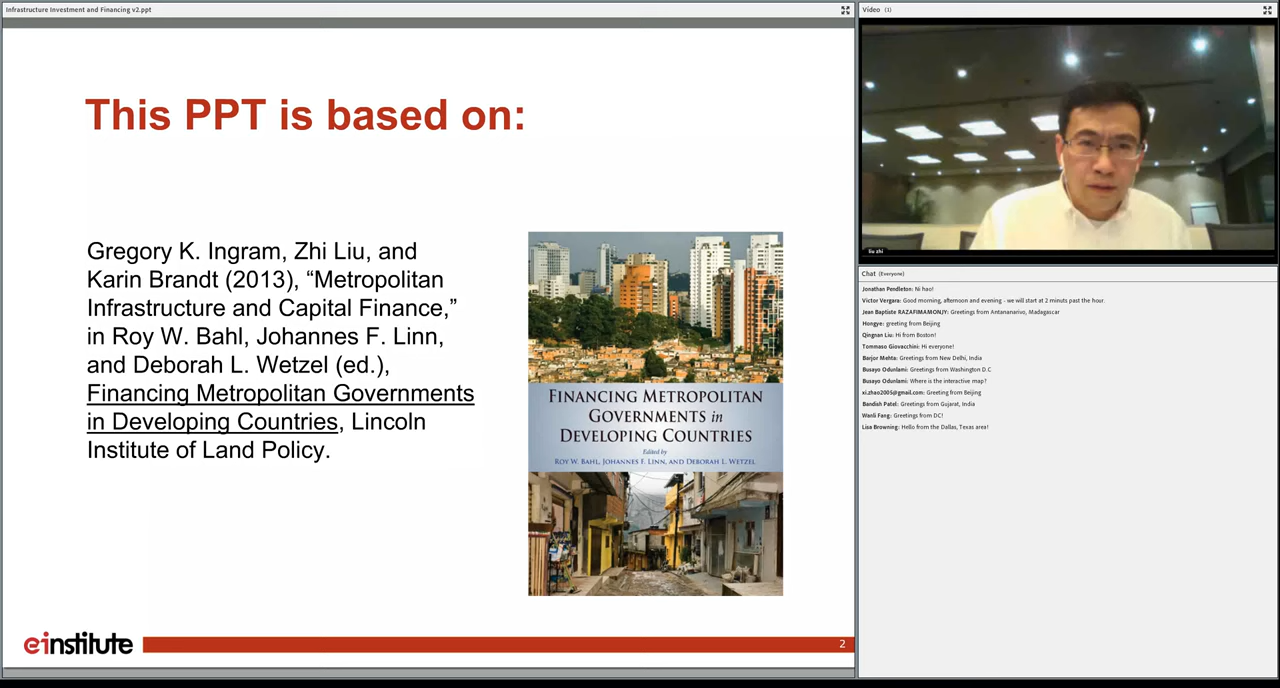 Infrastructure Investment and Financing v2.ppt
This PPT is based on:
Gregory K. Ingram, Zhi Liu, and
Karin Brandt (2013), “Metropolitan
Infrastructure and Capital Finance,”
in Roy W. Bahl, Johannes F. Linn,
and Deborah L. Wetzel (ed.),
Financing Metropolitan Governments
in Developing Countries, Lincoln
Institute of Land Policy.
FINANCING METROPOLITAN
GOVERNMENTS in
DEVELOPING COUNTRIES
Edited by
ROY W. BAHL, JOHANNES F. LINN, AND DEBORAH L. WETZEL
einstitute
2
Video (1)
liu zhi
Chat (Everyone)
Jonathan Pendleton: Ni hao!
Victor Vergara: Good morning, afternoon and evening - we will start at 2 minuts past the hour.
Jean Baptiste RAZAFIMAMONJY: Greetings from Antananarivo, Madagascar
Hongye: greeting from Beijing
Qingnan Liu: Hi from Boston!
Tommaso Giovacchini: Hi everyone!
Barjor Mehta: Greetings from New Delhi, India
Busayo Odunlami: Greetings from Washington D.C
Busayo Odunlami: Where is the interactive map?
xi.zhao2005@gmail.com: Greeting from Beijing
Bandish Patel: Greetings from Gujarat, India
Wanli Fang: Greetings from DC!
Lisa Browning: Hello from the Dallas, Texas area!